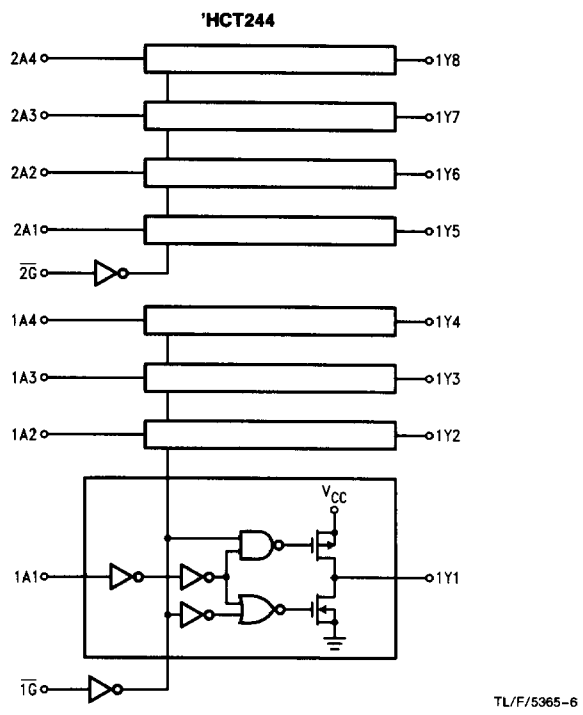 'HCT244
2A4 1Y8
2A3 1Y7
2A2 1Y6
2A1 1Y5
2G̅
1A4 1Y4
1A3 1Y3
1A2 1Y2
VCC
1A1 1Y1
1G̅
TL/F/5365-6